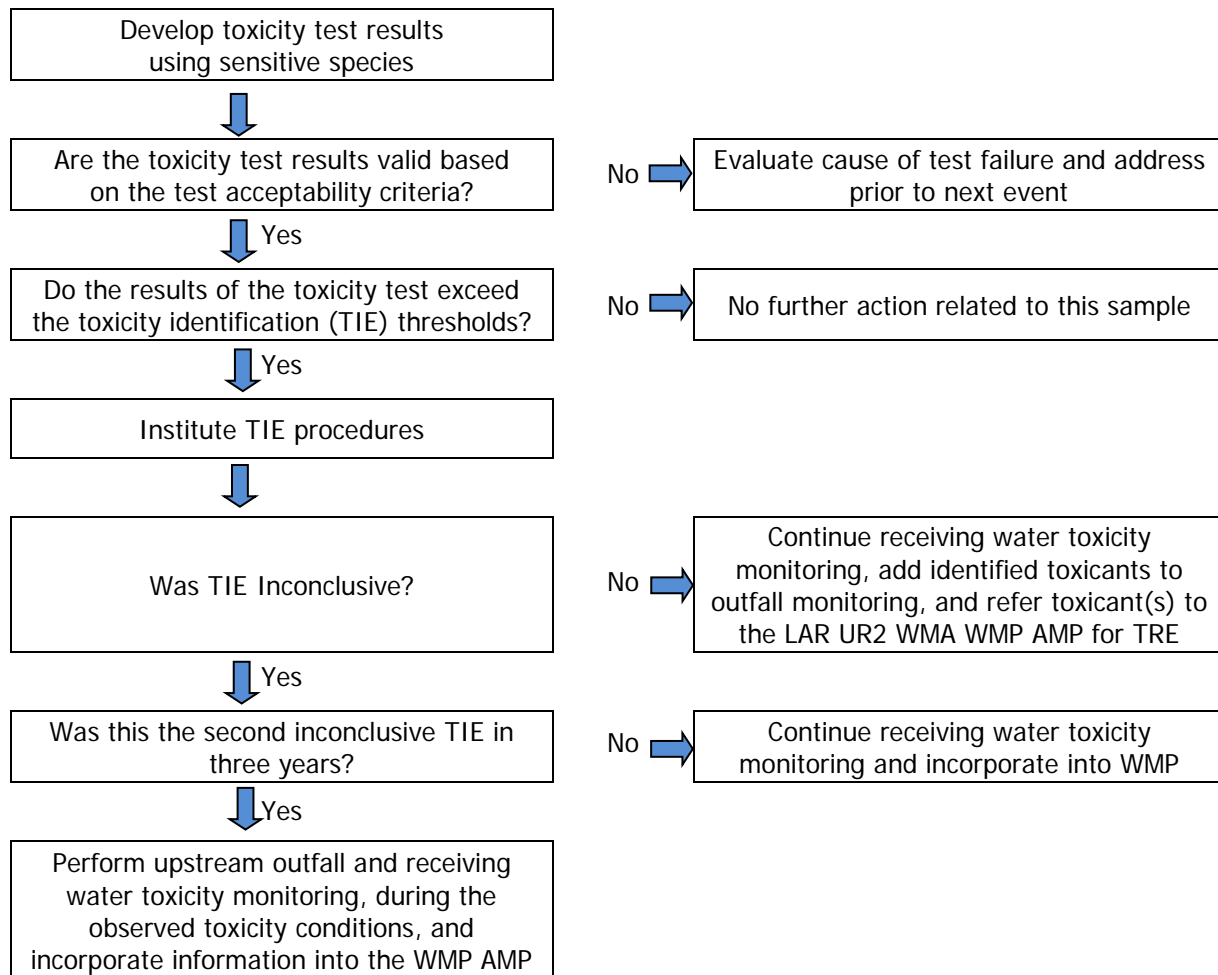 Develop toxicity test results
using sensitive species
Are the toxicity test results valid based
on the test acceptability criteria?
No
Evaluate cause of test failure and address
prior to next event
Yes
Do the results of the toxicity test exceed
the toxicity identification (TIE) thresholds?
No
No further action related to this sample
Yes
Institute TIE procedures
Was TIE Inconclusive?
No
Continue receiving water toxicity
monitoring, add identified toxicants to
outfall monitoring, and refer toxicant(s) to
the LAR UR2 WMA WMP AMP for TRE
Yes
Was this the second inconclusive TIE in
three years?
No
Continue receiving water toxicity
monitoring and incorporate into WMP
Yes
Perform upstream outfall and receiving
water toxicity monitoring, during the
observed toxicity conditions, and
incorporate information into the WMP AMP